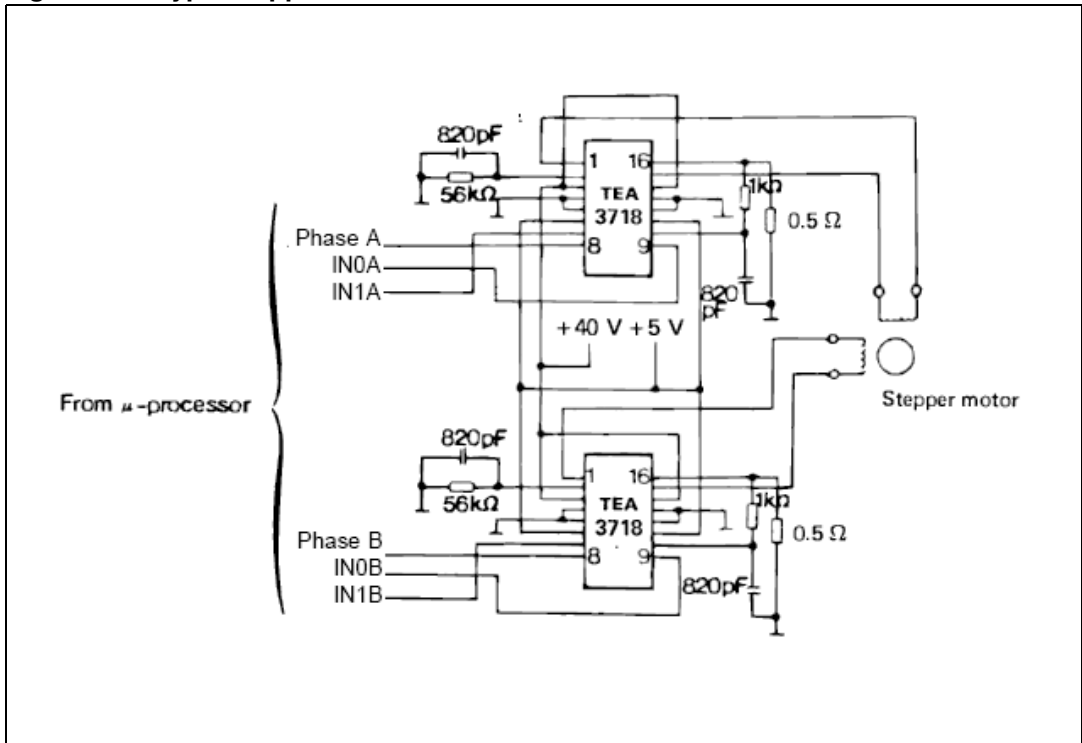 820pF
56kΩ
1
16
TEA
3718
8
9
1kΩ
0.5 Ω
820
pF
Phase A
IN0A
IN1A
+40 V +5 V
From μ-processor
Stepper motor
820pF
56kΩ
1
16
TEA
3718
8
9
1kΩ
0.5 Ω
820pF
Phase B
IN0B
IN1B